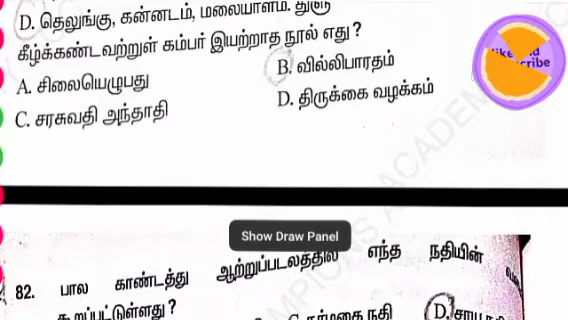 D. தெலுங்கு, கன்னடம், மலையாளம். துளு
கீழ்க்கண்டவற்றுள் கம்பர் இயற்றாத நூல் எது ?
A. சிலையெழுபது
B. வில்லிபாரதம்
C. சரசுவதி அந்தாதி
D. திருக்கை வழக்கம்
Show Draw Panel
82. பால காண்டத்து ஆற்றுப்படலத்தில் எந்த நதியின்
கூறப்பட்டுள்ளது ?
D.